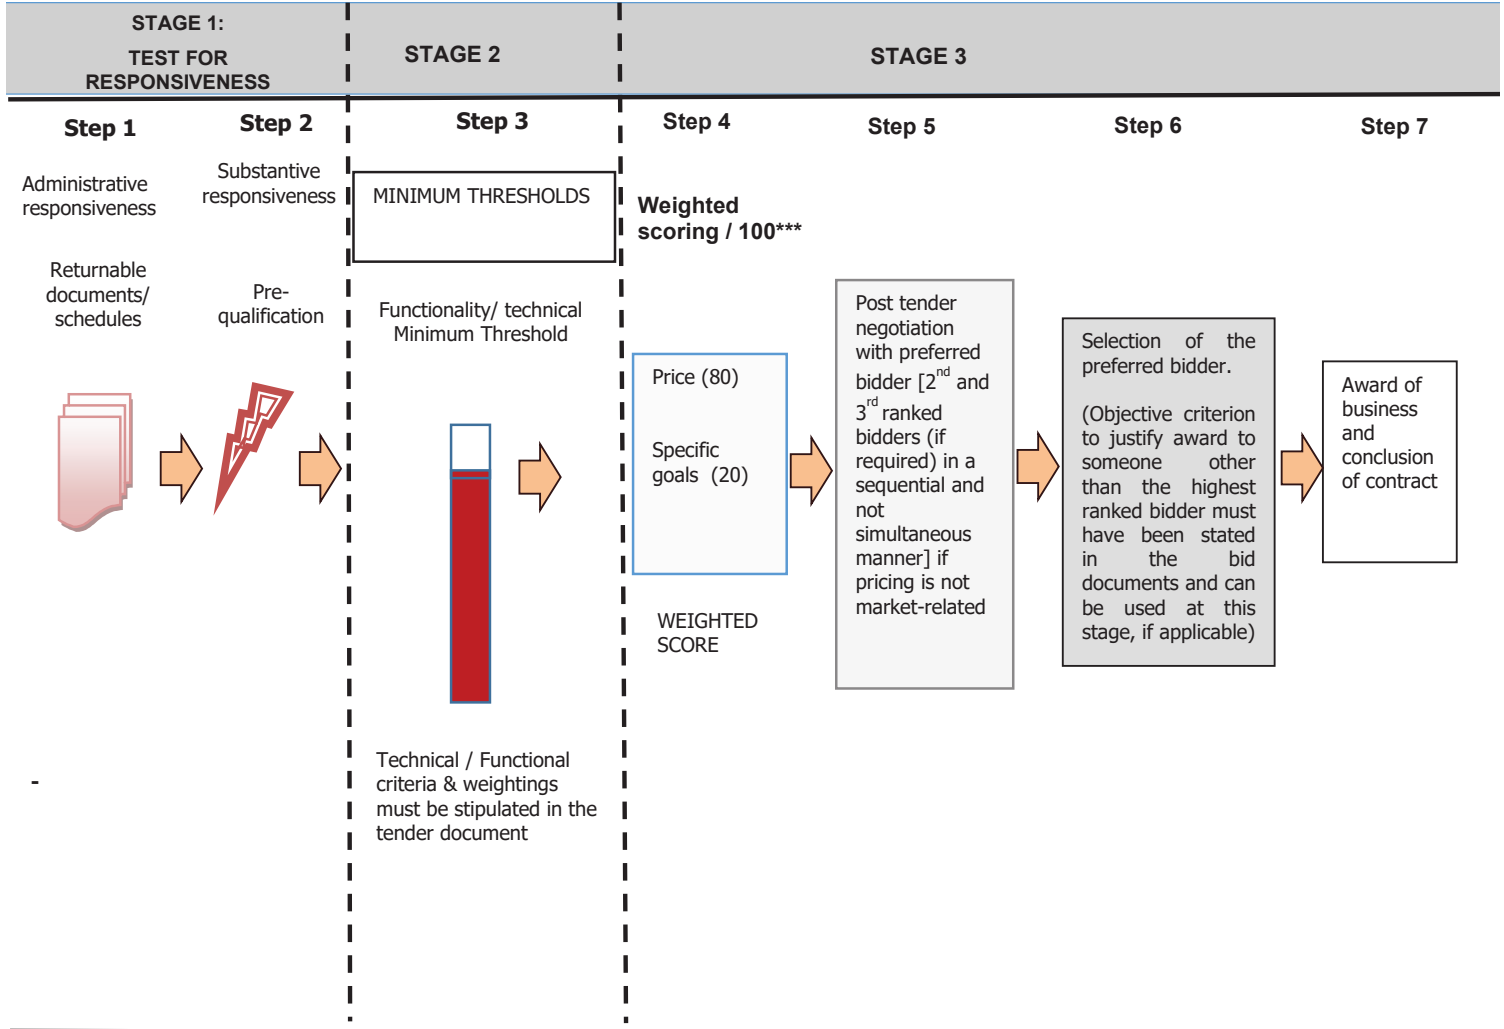 STAGE 1:
TEST FOR
RESPONSIVENESS
STAGE 2
STAGE 3
Step 1
Step 2
Step 3
Step 4
Step 5
Step 6
Step 7
Administrative
responsiveness
Returnable
documents/
schedules
Substantive
responsiveness
Pre-
qualification
MINIMUM THRESHOLDS
Functionality/ technical
Minimum Threshold
Technical / Functional
criteria & weightings
must be stipulated in the
tender document
Weighted
scoring / 100***
Price (80)
Specific
goals (20)
WEIGHTED
SCORE
Post tender
negotiation
with preferred
bidder [2nd and
3rd ranked
bidders (if
required) in a
sequential and
not
simultaneous
manner] if
pricing is not
market-related
Selection of the
preferred bidder.
(Objective criterion
to justify award to
someone other
than the highest
ranked bidder must
have been stated
in the bid
documents and can
be used at this
stage, if applicable)
Award of
business
and
conclusion
of contract
-